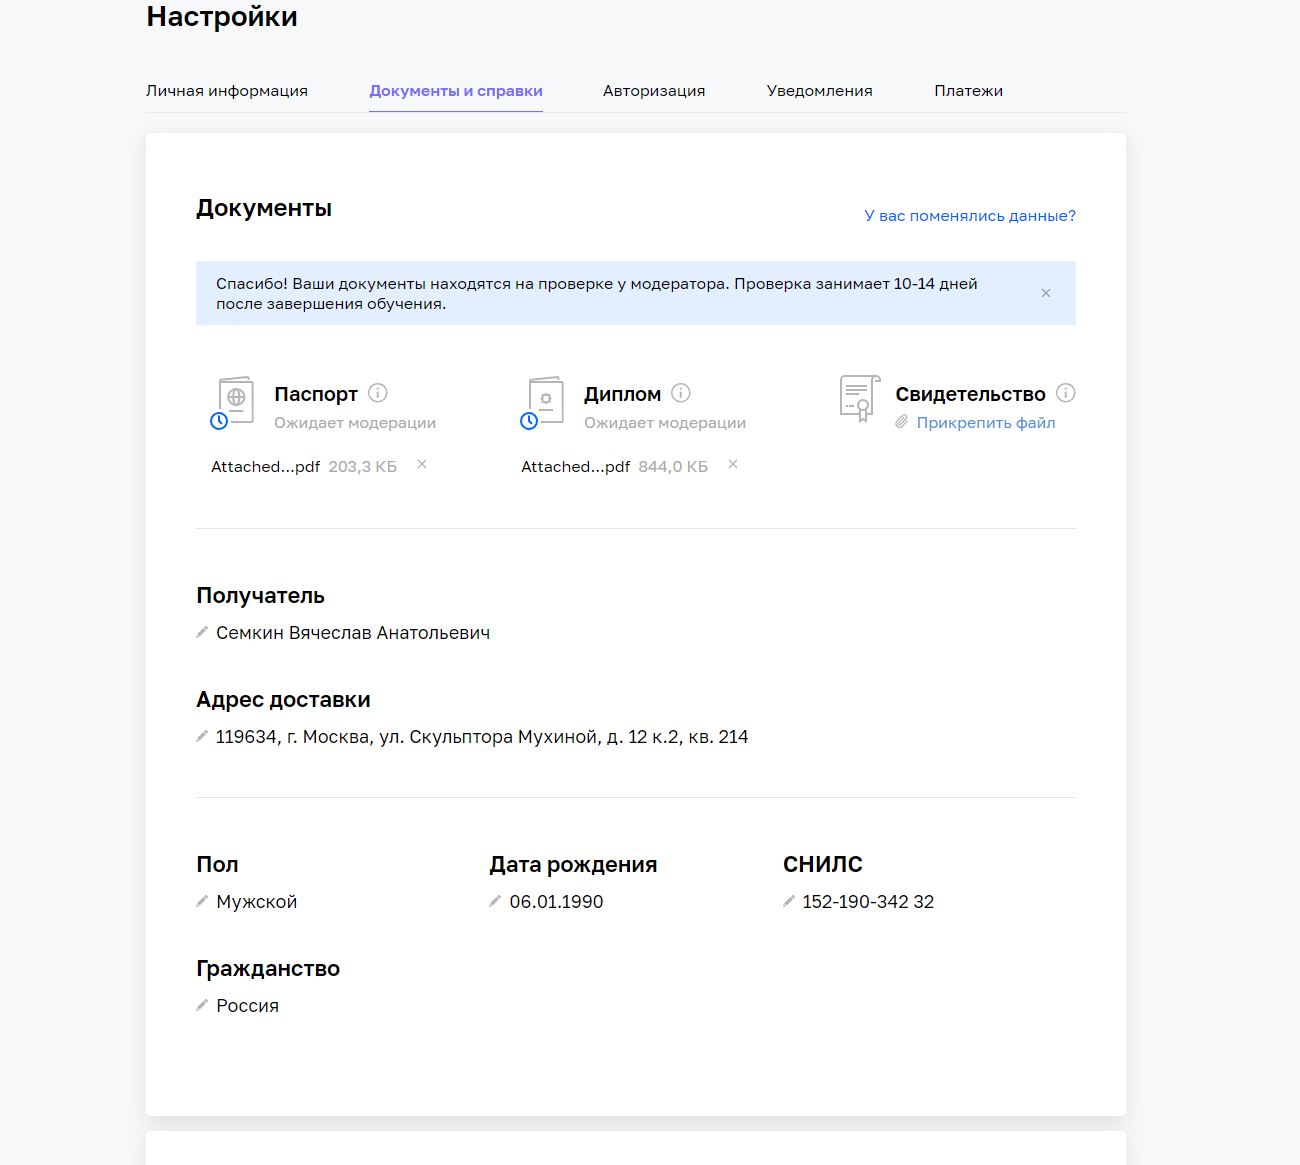 Настройки
Личная информация Документы и справки Авторизация Уведомления Платежи
Документы
У вас поменялись данные?
Спасибо! Ваши документы находятся на проверке у модератора. Проверка занимает 10-14 дней
после завершения обучения.
Паспорт Диплом Свидетельство
Ожидает модерации Ожидает модерации Прикрепить файл
Attached...pdf 203,3 КБ Attached...pdf 844,0 КБ
Получатель
Семкин Вячеслав Анатольевич
Адрес доставки
119634, г. Москва, ул. Скульптора Мухиной, д. 12 к.2, кв. 214
Пол Дата рождения СНИЛС
Мужской 06.01.1990 152-190-342 32
Гражданство
Россия